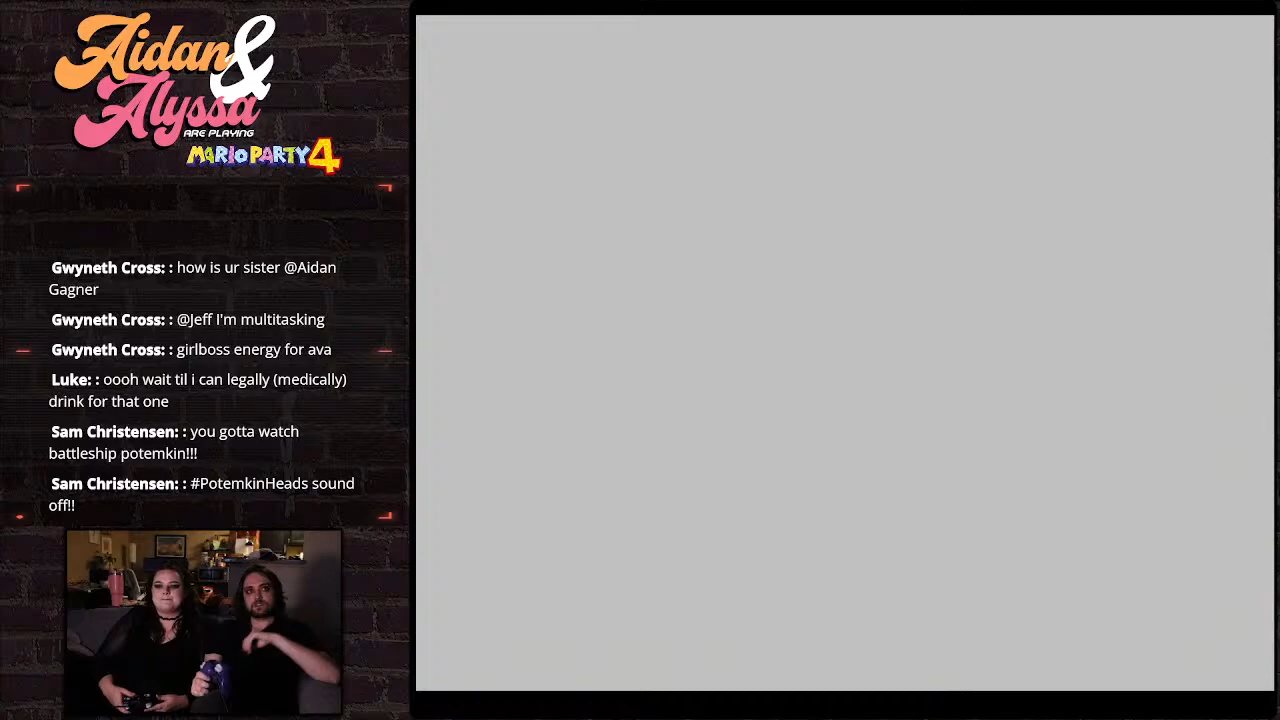 Aidan &
Alyssa
ARE PLAYING
MARIO PARTY 4
Gwyneth Cross: : how is ur sister @Aidan
Gagner
Gwyneth Cross: : @Jeff I'm multitasking
Gwyneth Cross: : girlboss energy for ava
Luke: : oooh wait til i can legally (medically)
drink for that one
Sam Christensen: : you gotta watch
battleship potemkin!!!
Sam Christensen: : #PotemkinHeads sound
off!!